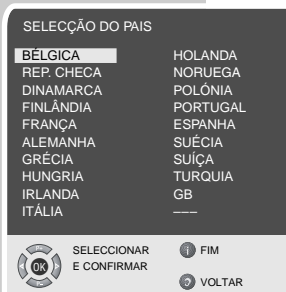 SELECÇÃO DO PAIS
BÉLGICA
REP. CHECA
DINAMARCA
FINLÂNDIA
FRANÇA
ALEMANHA
GRÉCIA
HUNGRIA
IRLANDA
ITÁLIA
HOLANDA
NORUEGA
POLÓNIA
PORTUGAL
ESPANHA
SUÉCIA
SUÍÇA
TURQUIA
GB
–––
OK
SELECCIONAR
E CONFIRMAR
i FIM
VOLTAR